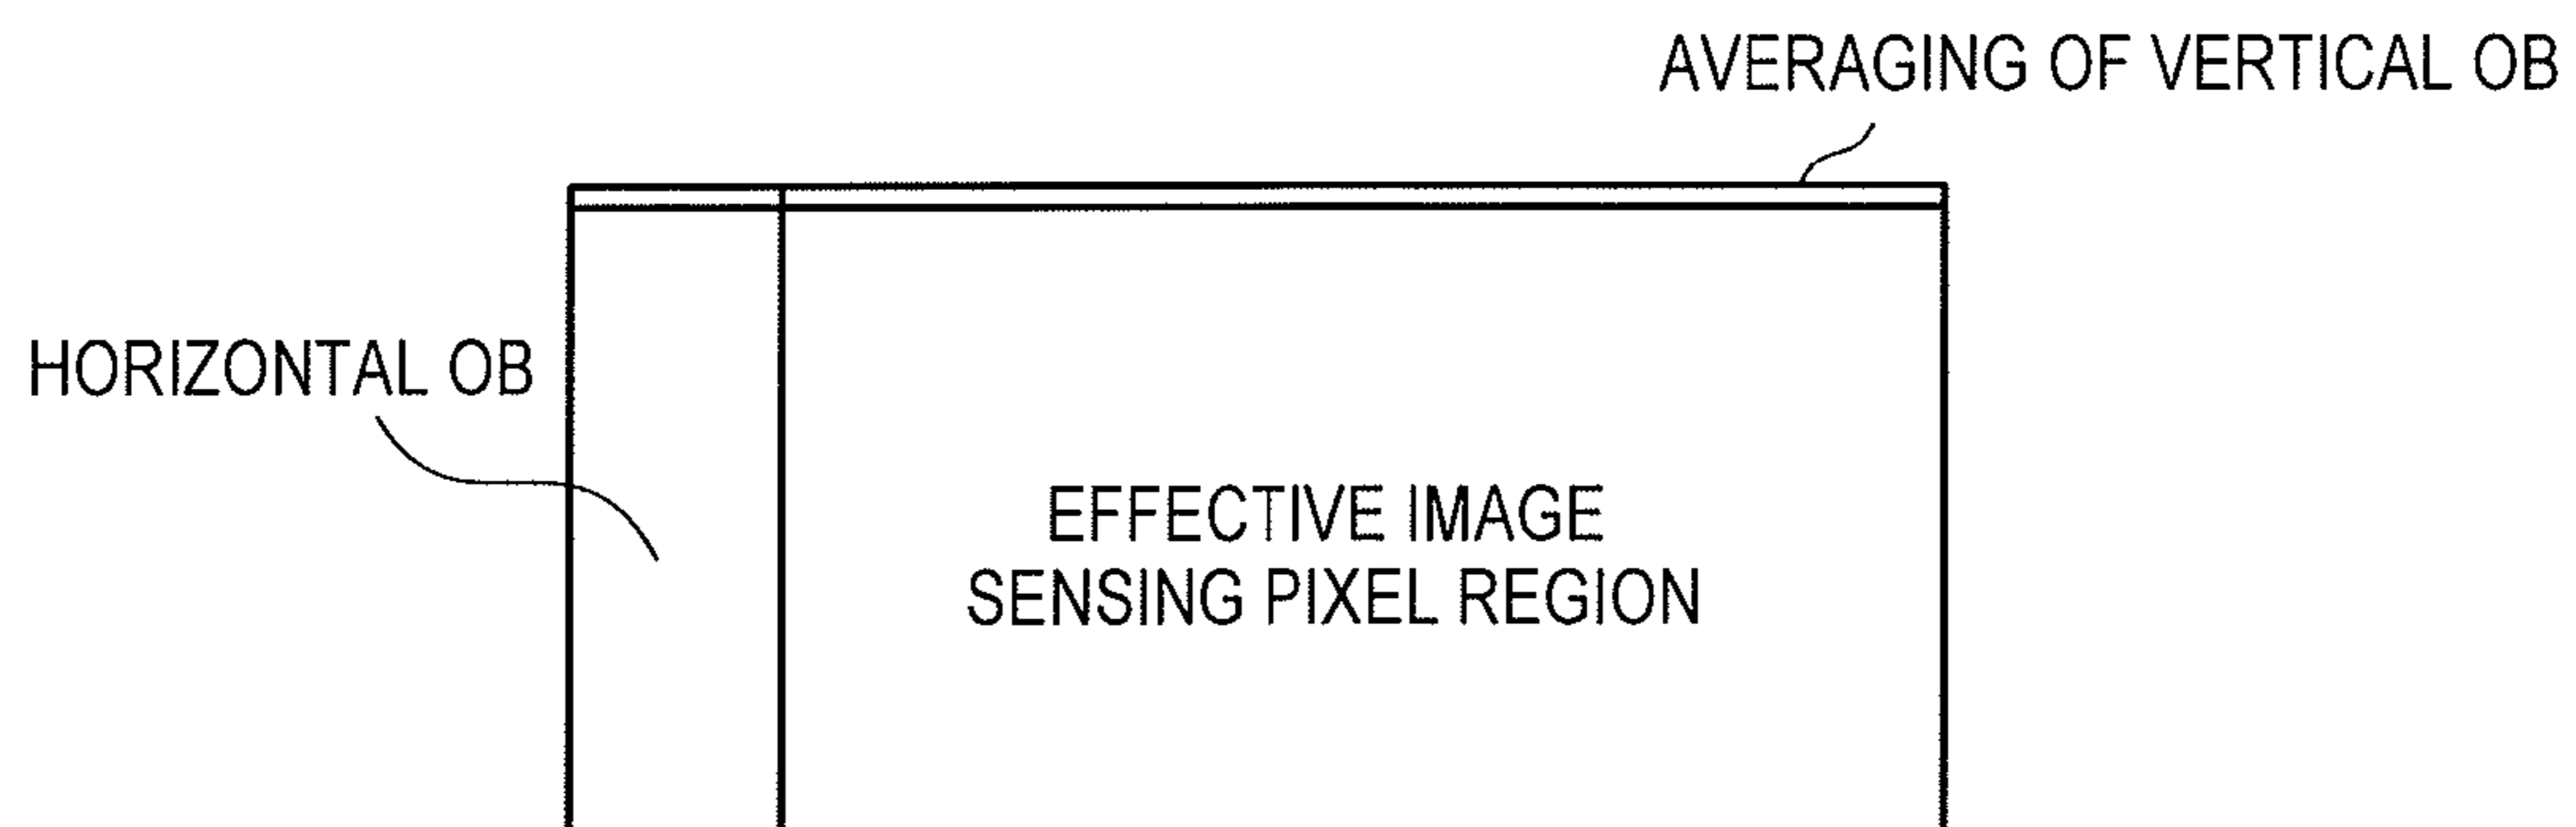 AVERAGING OF VERTICAL OB
HORIZONTAL OB
EFFECTIVE IMAGE
SENSING PIXEL REGION